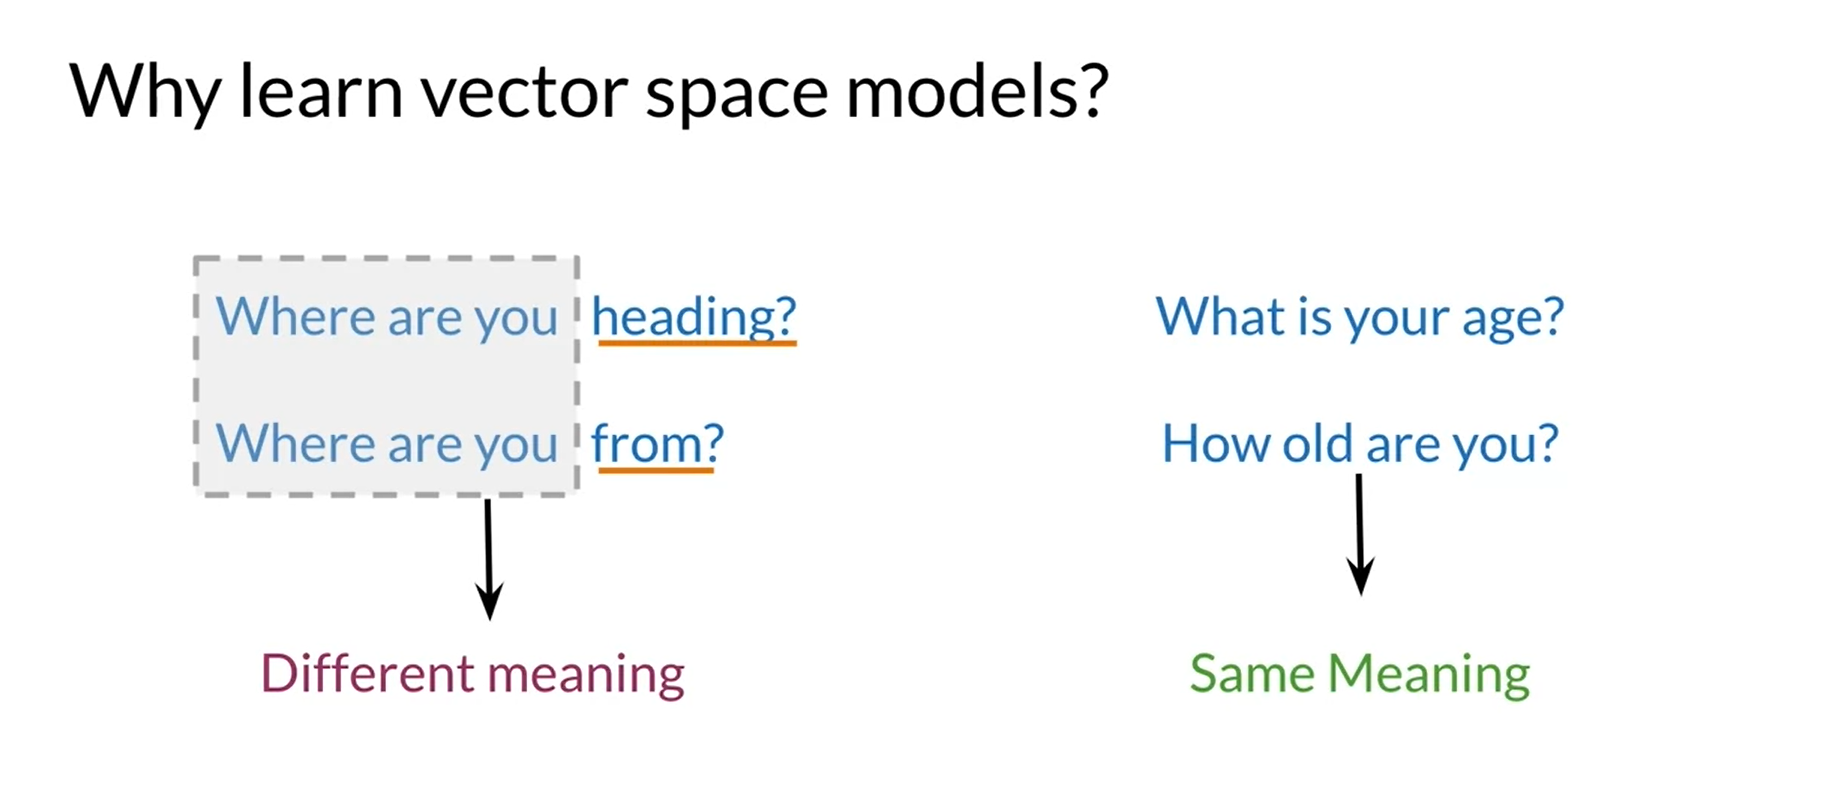 Why learn vector space models?
Where are you heading?
Where are you from?
Different meaning
What is your age?
How old are you?
Same Meaning